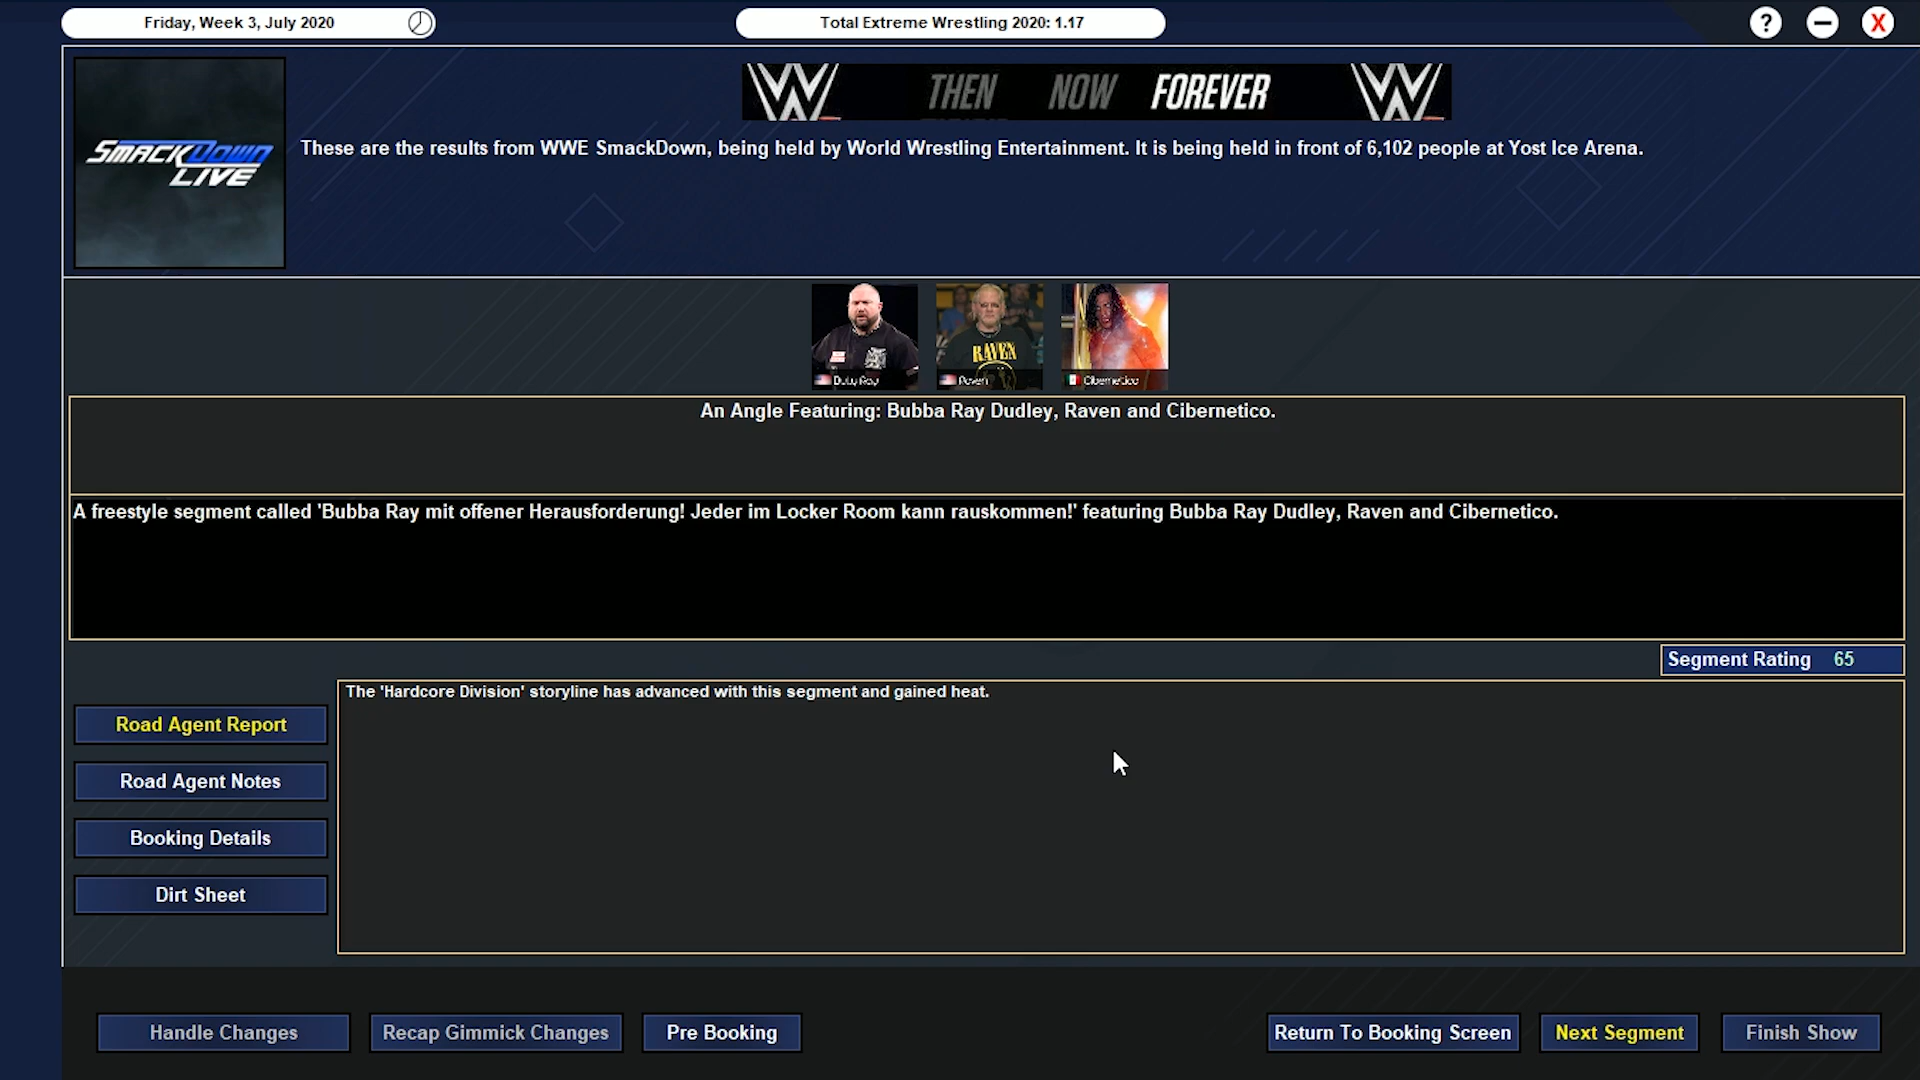 Friday, Week 3, July 2020
Total Extreme Wrestling 2020: 1.17
?
X
W THEN NOW FOREVER W
SMACKDOWN
LIVE
These are the results from WWE SmackDown, being held by World Wrestling Entertainment. It is being held in front of 6,102 people at Yost Ice Arena.
RAVEN
Bully Ray
Raven
Cibernetico
An Angle Featuring: Bubba Ray Dudley, Raven and Cibernetico.
A freestyle segment called 'Bubba Ray mit offener Herausforderung! Jeder im Locker Room kann rauskommen!' featuring Bubba Ray Dudley, Raven and Cibernetico.
Segment Rating 65
The 'Hardcore Division' storyline has advanced with this segment and gained heat.
Road Agent Report
Road Agent Notes
Booking Details
Dirt Sheet
Handle Changes
Recap Gimmick Changes
Pre Booking
Return To Booking Screen
Next Segment
Finish Show